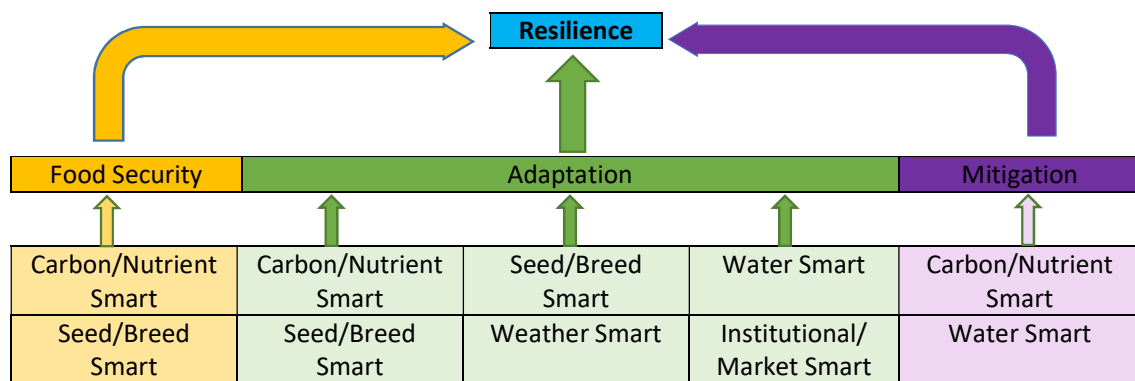 Resilience
Food Security
Adaptation
Mitigation
Carbon/Nutrient
Smart
Carbon/Nutrient
Smart
Seed/Breed
Smart
Water Smart
Carbon/Nutrient
Smart
Seed/Breed
Smart
Seed/Breed
Smart
Weather Smart
Institutional/
Market Smart
Water Smart